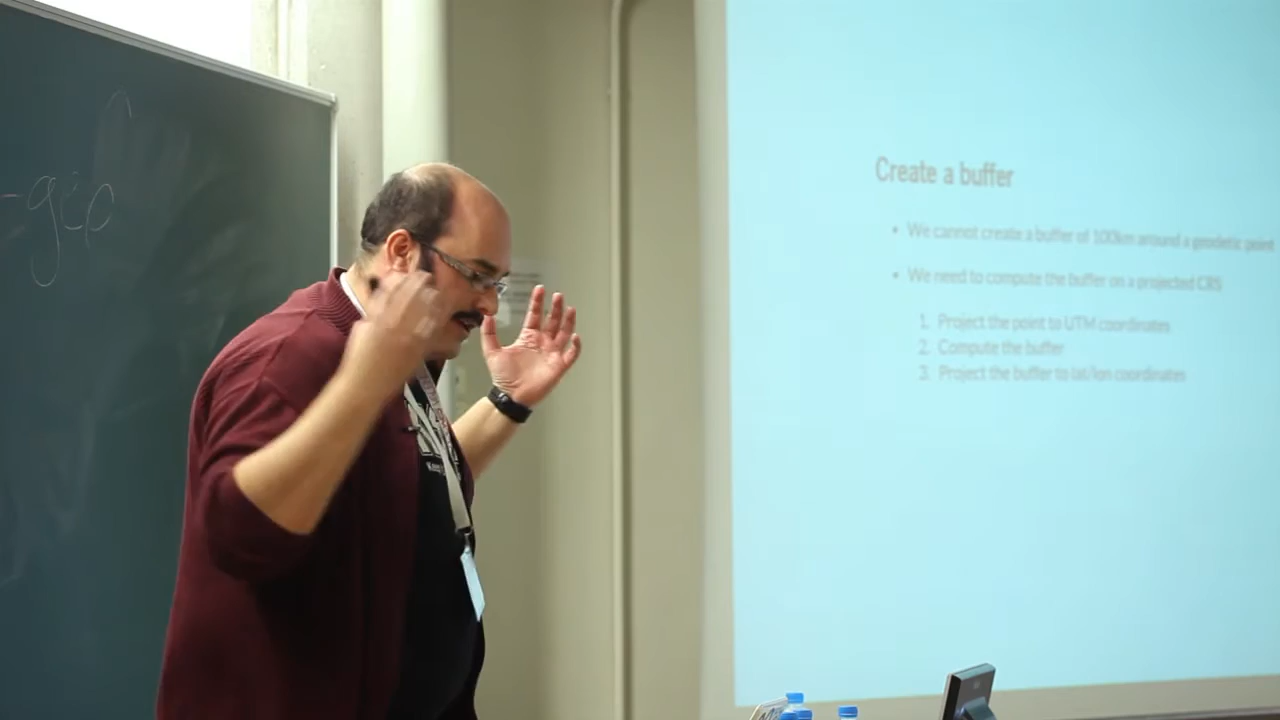 -géo
Create a buffer
• We cannot create a buffer of 100km around a geodetic point
• We need to compute the buffer on a projected CRS
1. Project the point to UTM coordinates
2. Compute the buffer
3. Project the buffer to lat/lon coordinates